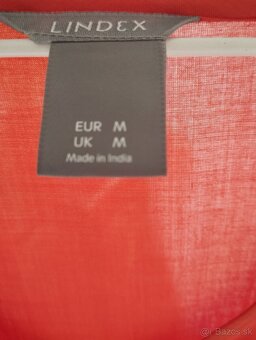 LINDEX
EUR M
UK M
Made in India
© Bazos.sk